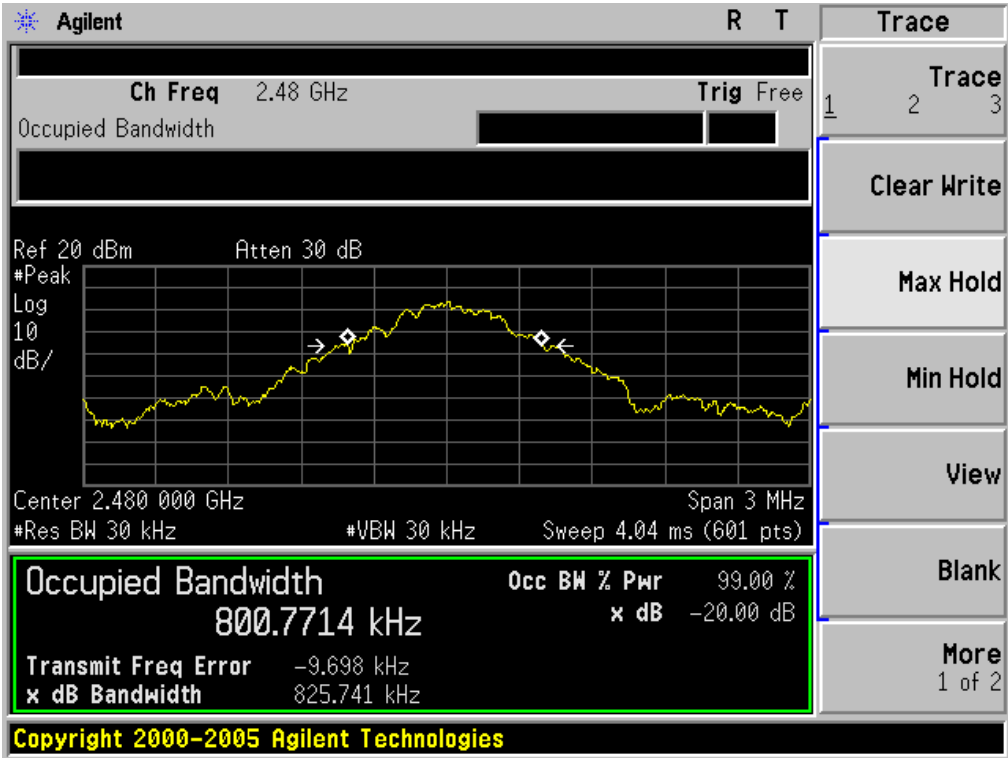 Agilent R T
Trace
Ch Freq 2.48 GHz Trig Free
Occupied Bandwidth
Trace
1 2 3
Clear Write
Max Hold
Min Hold
View
Blank
More
1 of 2
Ref 20 dBm Atten 30 dB
#Peak
Log
10
dB/
Center 2.480 000 GHz Span 3 MHz
#Res BW 30 kHz #VBW 30 kHz Sweep 4.04 ms (601 pts)
Occupied Bandwidth Occ BW % Pwr 99.00 %
800.7714 kHz x dB -20.00 dB
Transmit Freq Error -9.698 kHz
x dB Bandwidth 825.741 kHz
Copyright 2000-2005 Agilent Technologies